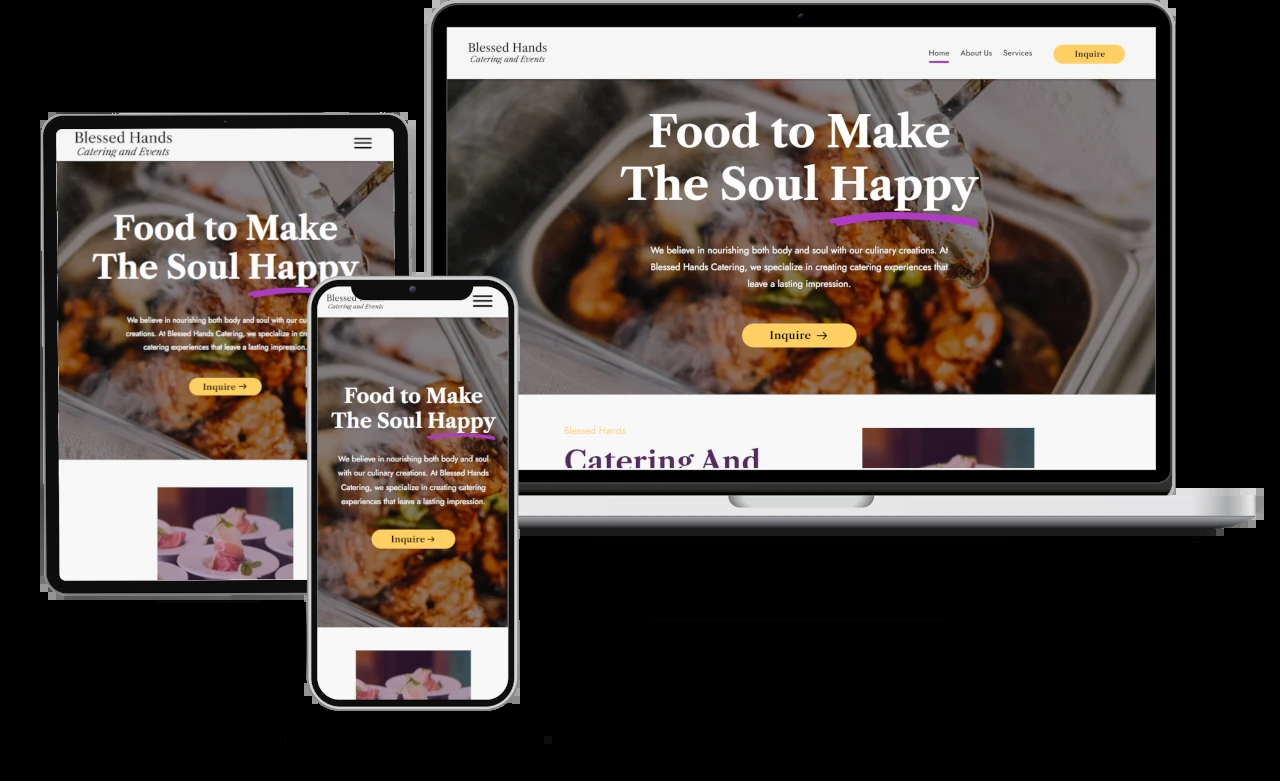 Blessed Hands
Catering and Events
Home About Us Services Inquire
Food to Make
The Soul Happy
We believe in nourishing both body and soul with our culinary creations. At
Blessed Hands Catering, we specialize in creating catering experiences that
leave a lasting impression.
Inquire →
Blessed Hands
Catering And
Blessed Hands
Catering and Events
Food to Make
The Soul Happy
We believe in nourishing both body and soul with our
creations. At Blessed Hands Catering, we specialize in
catering experiences that leave a lasting impression.
Inquire →
Blessed
Catering and Events
Food to Make
The Soul Happy
We believe in nourishing both body and soul
with our culinary creations. At Blessed Hands
Catering, we specialize in creating catering
experiences that leave a lasting impression.
Inquire →